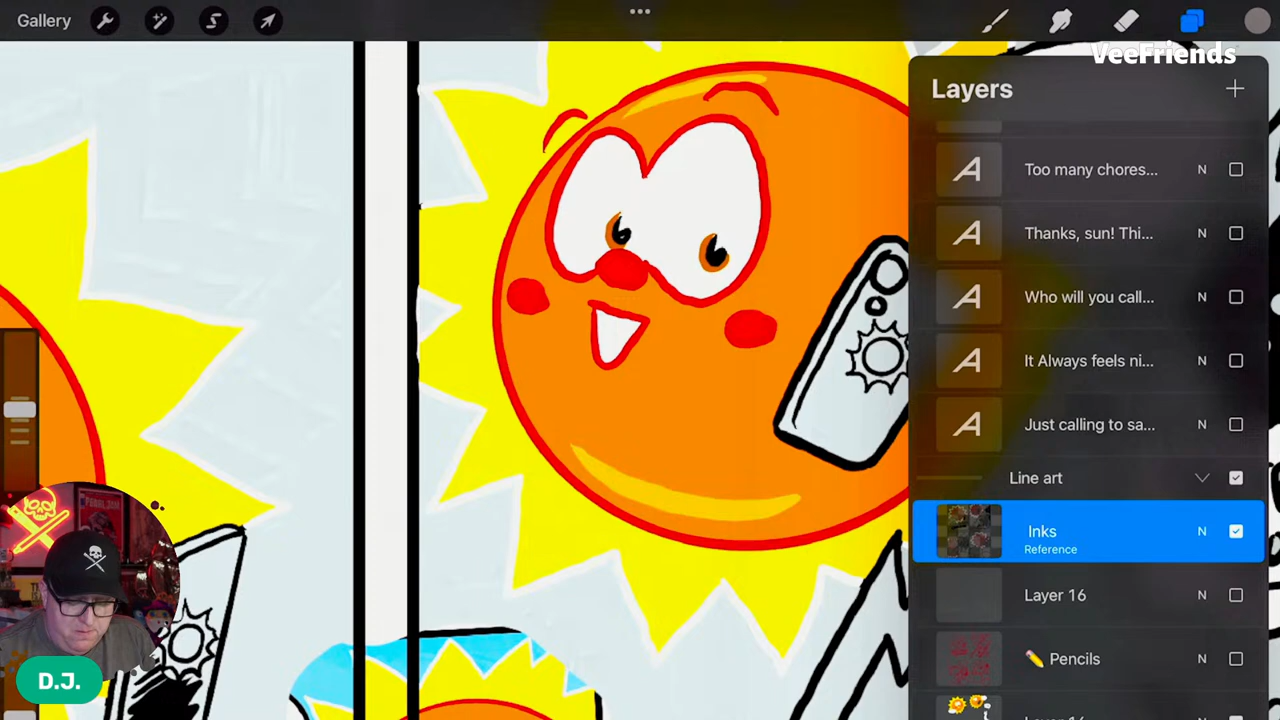 Gallery
VeeFriends
Layers
Too many chores... N
Thanks, sun! Thi... N
Who will you call... N
It Always feels ni... N
Just calling to sa... N
Line art
Inks N
Reference
Layer 16 N
✏️ Pencils N
D.J.